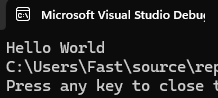 Microsoft Visual Studio Debu
Hello World
C:\Users\Fast\source\rep
Press any key to close t